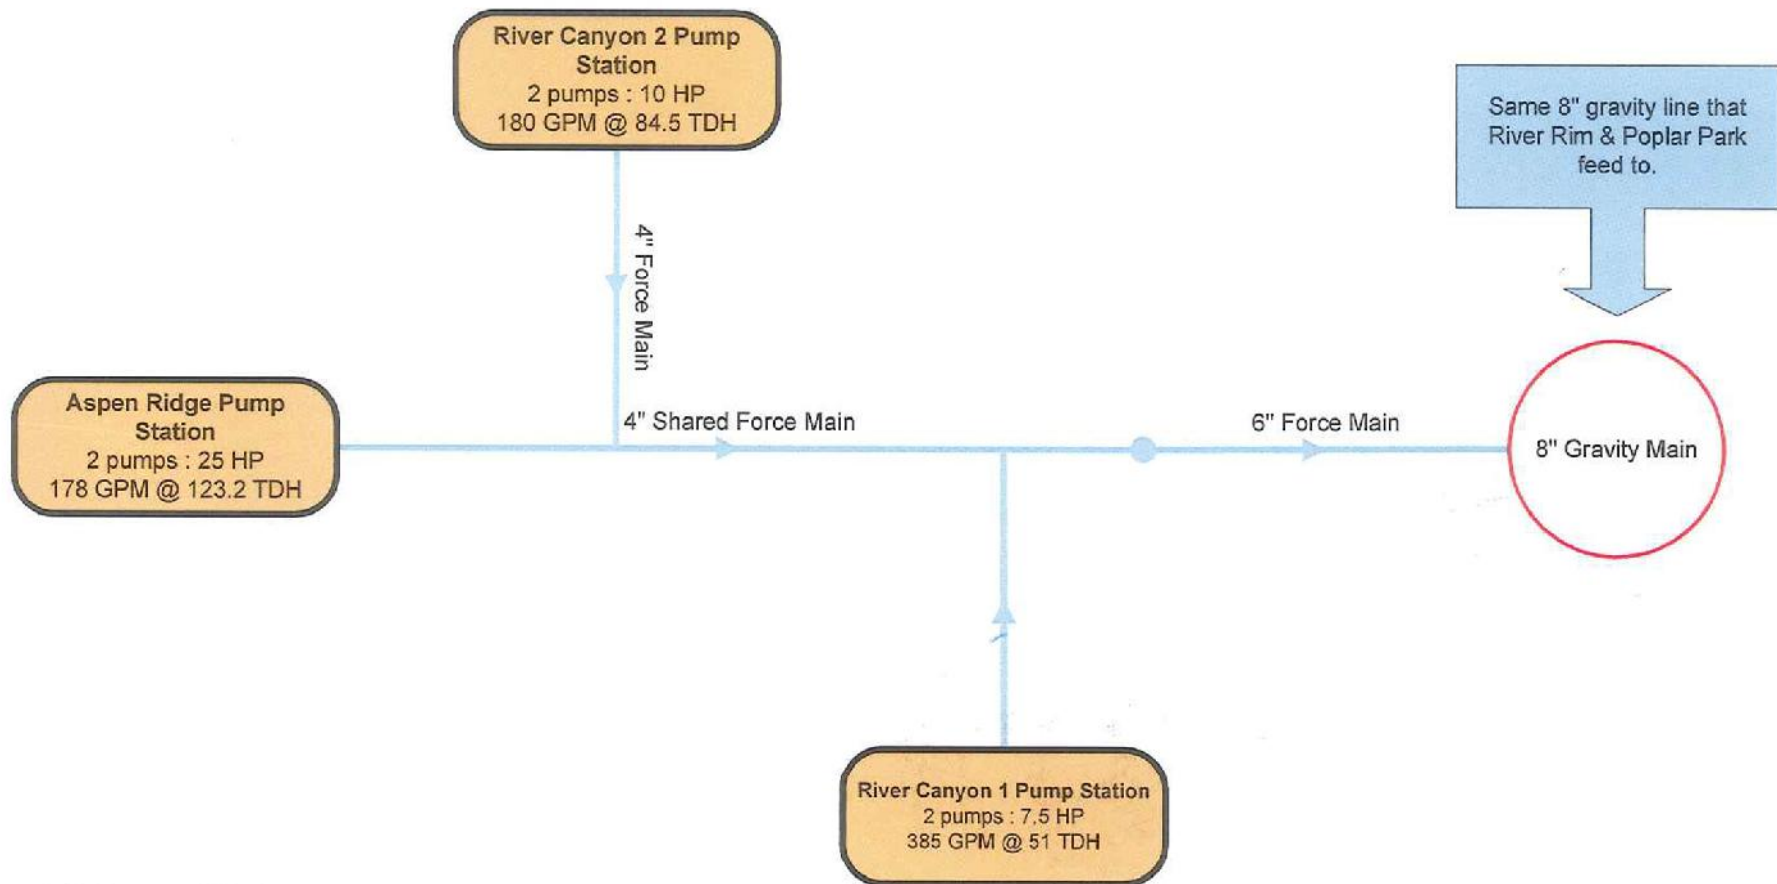 River Canyon 2 Pump
Station
2 pumps : 10 HP
180 GPM @ 84.5 TDH
Same 8" gravity line that
River Rim & Poplar Park
feed to.
4" Force Main
Aspen Ridge Pump
Station
2 pumps : 25 HP
178 GPM @ 123.2 TDH
4" Shared Force Main
6" Force Main
8" Gravity Main
River Canyon 1 Pump Station
2 pumps : 7.5 HP
385 GPM @ 51 TDH